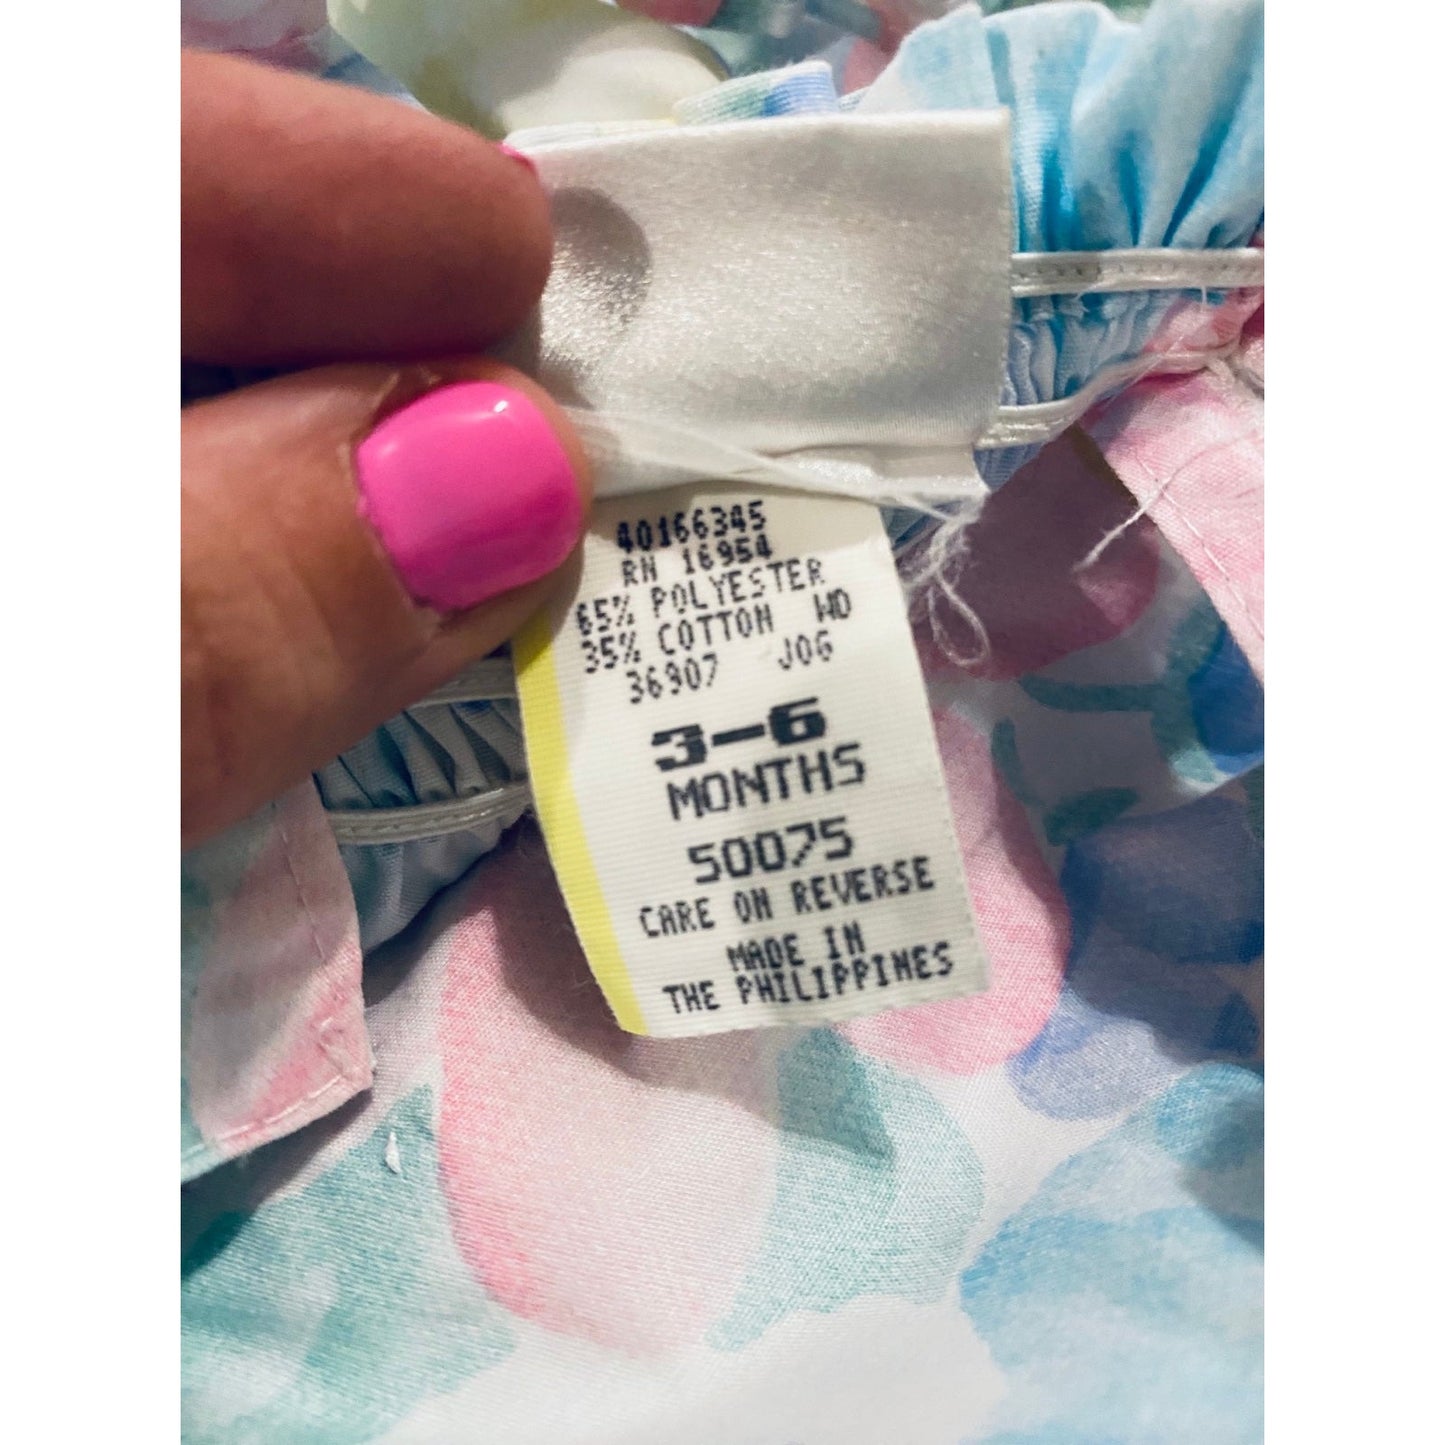 40166345
RN 16954
65% POLYESTER
35% COTTON WO
36907 JOG
3-6
MONTHS
50075
CARE ON REVERSE
MADE IN
THE PHILIPPINES